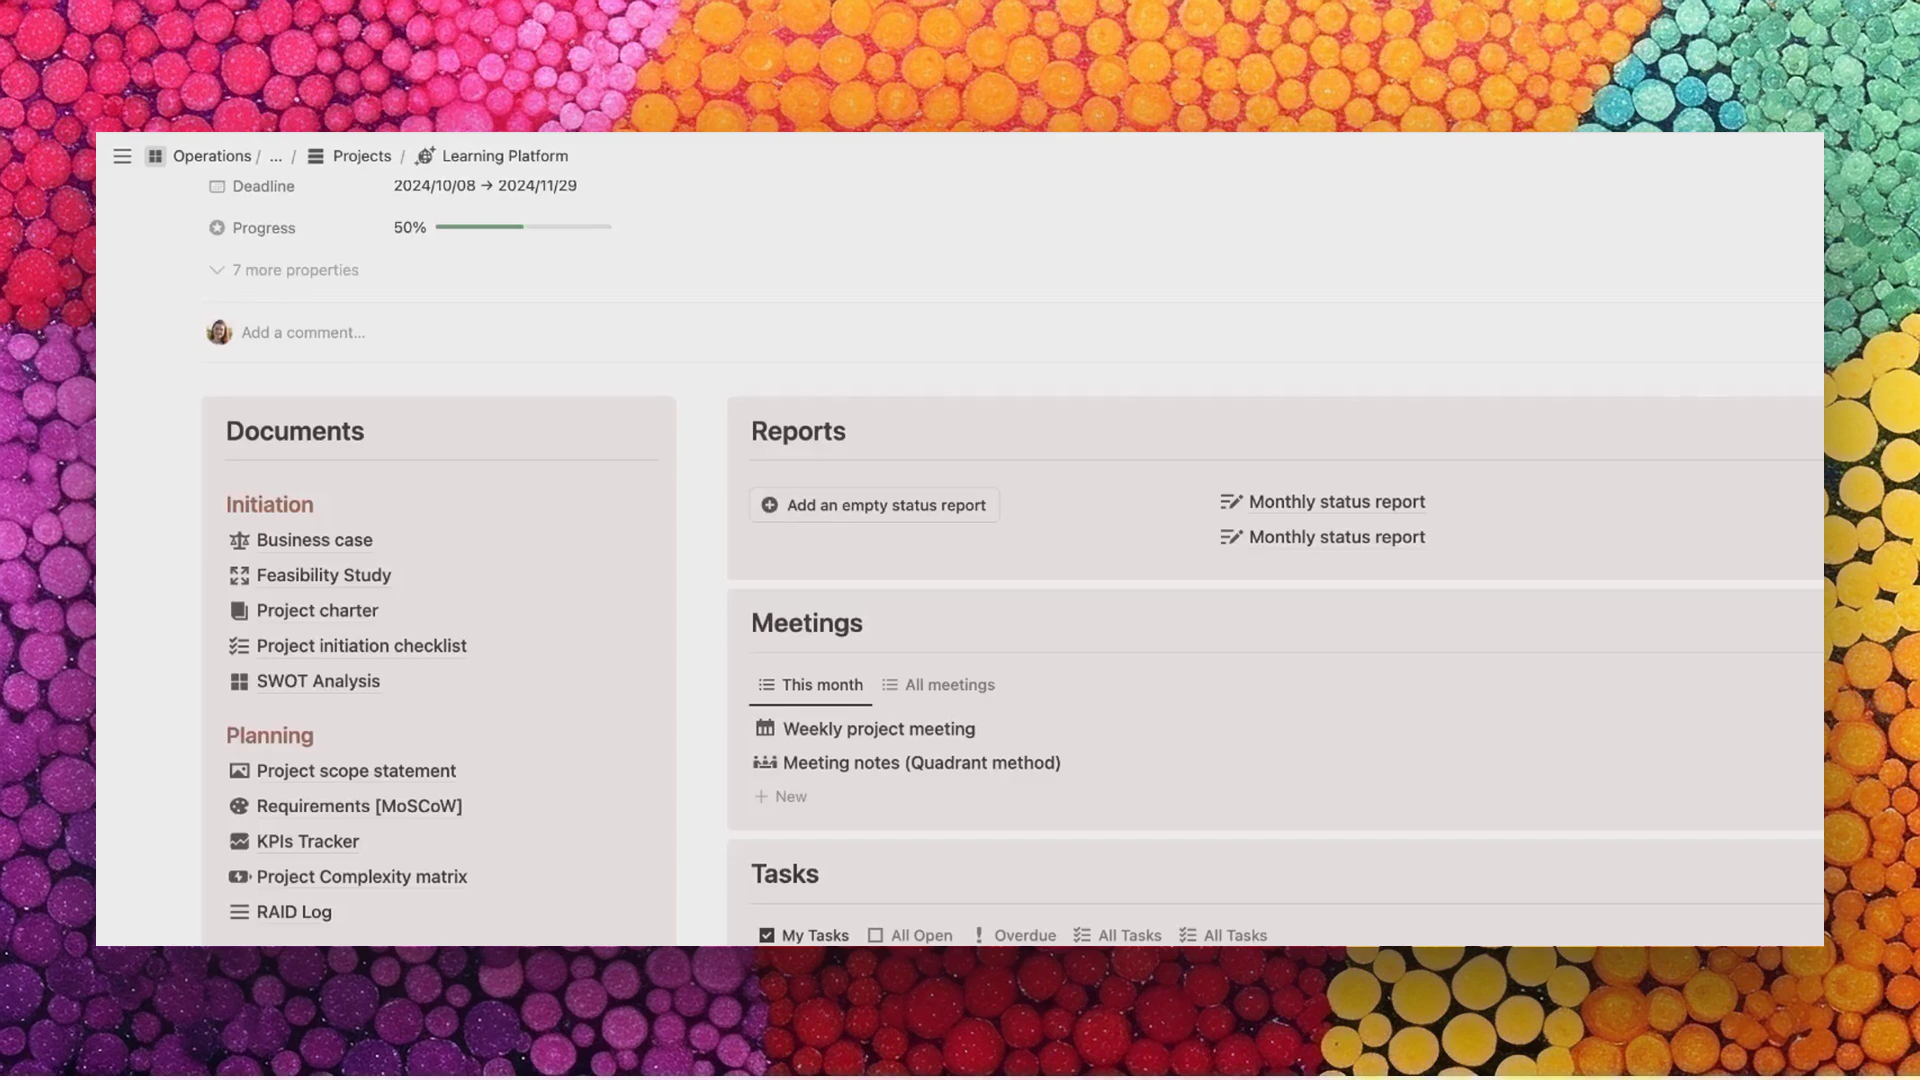 Operations / ... / Projects / Learning Platform
Deadline 2024/10/08 → 2024/11/29
Progress 50%
7 more properties
Add a comment...
Documents
Initiation
Business case
Feasibility Study
Project charter
Project initiation checklist
SWOT Analysis
Planning
Project scope statement
Requirements [MoSCoW]
KPIs Tracker
Project Complexity matrix
RAID Log
Reports
Add an empty status report
Monthly status report
Monthly status report
Meetings
This month All meetings
Weekly project meeting
Meeting notes (Quadrant method)
+ New
Tasks
My Tasks All Open Overdue All Tasks All Tasks